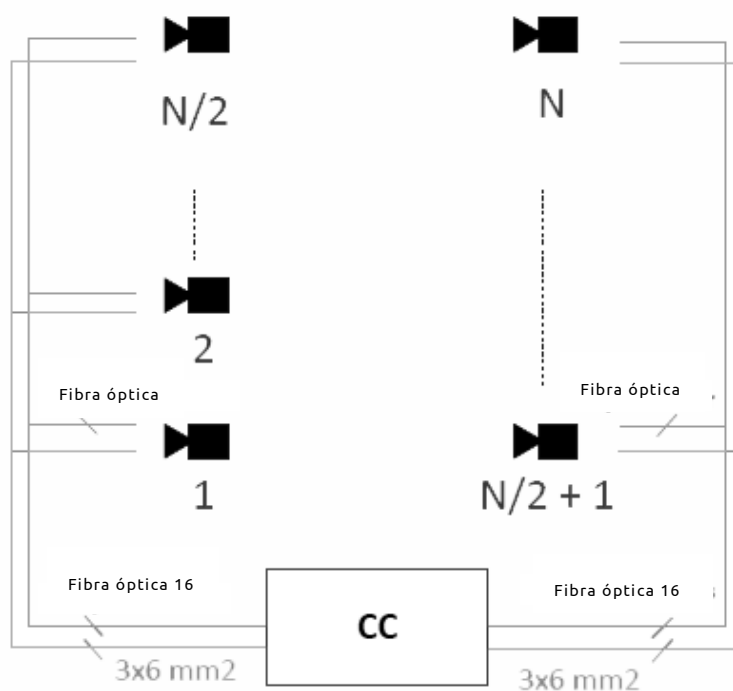 N/2
N
2
Fibra óptica
Fibra óptica
1
N/2 + 1
Fibra óptica 16
Fibra óptica 16
CC
3x6 mm2
3x6 mm2